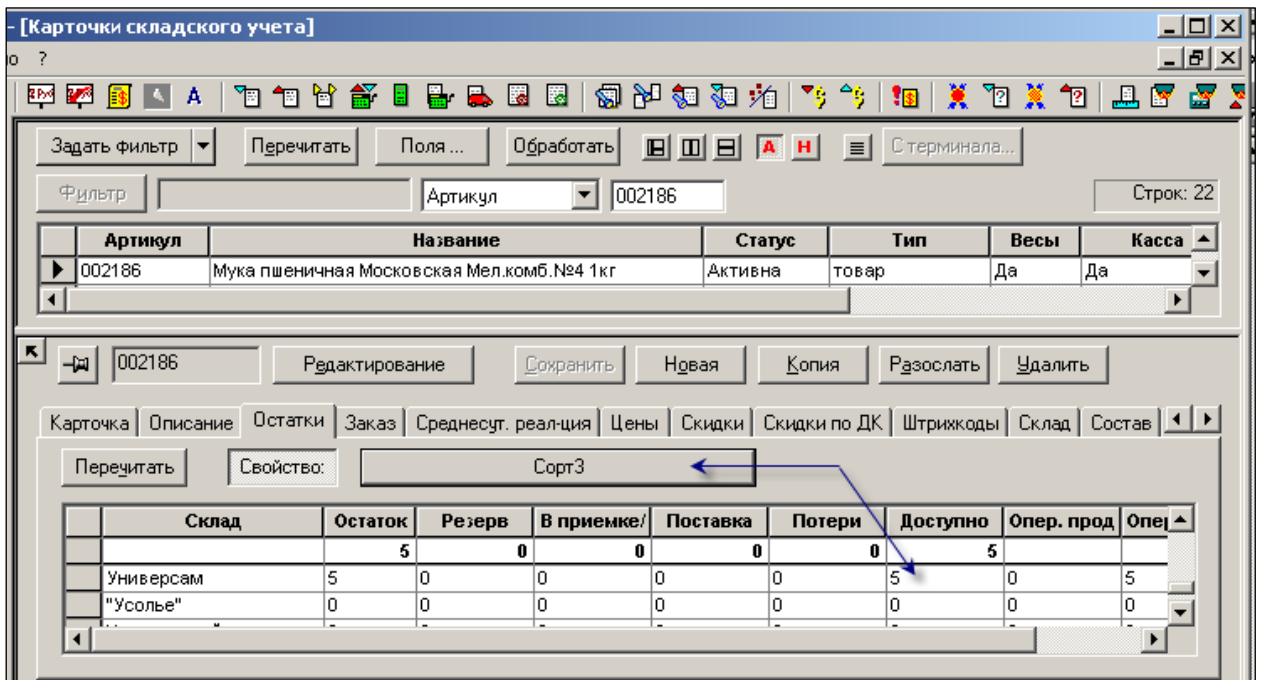 - [Карточки складского учета]
о ?
Задать фильтр Перечитать Поля ... Обработать А Н С терминала...
Фильтр Артикул 002186 Строк: 22
Артикул Название Статус Тип Весы Касса
002186 Мука пшеничная Московская Мел.комб.№4 1кг Активна товар Да Да
002186 Редактирование Сохранить Новая Копия Разослать Удалить
Карточка Описание Остатки Заказ Среднесут. реал-ция Цены Скидки Скидки по ДК Штрихкоды Склад Состав
Перечитать Свойство: Сорт3
Склад Остаток Резерв В приемке/ Поставка Потери Доступно Опер. прод Опер
5 0 0 0 0 5
Универсам 5 0 0 0 0 5 0 5
"Усолье" 0 0 0 0 0 0 0 0